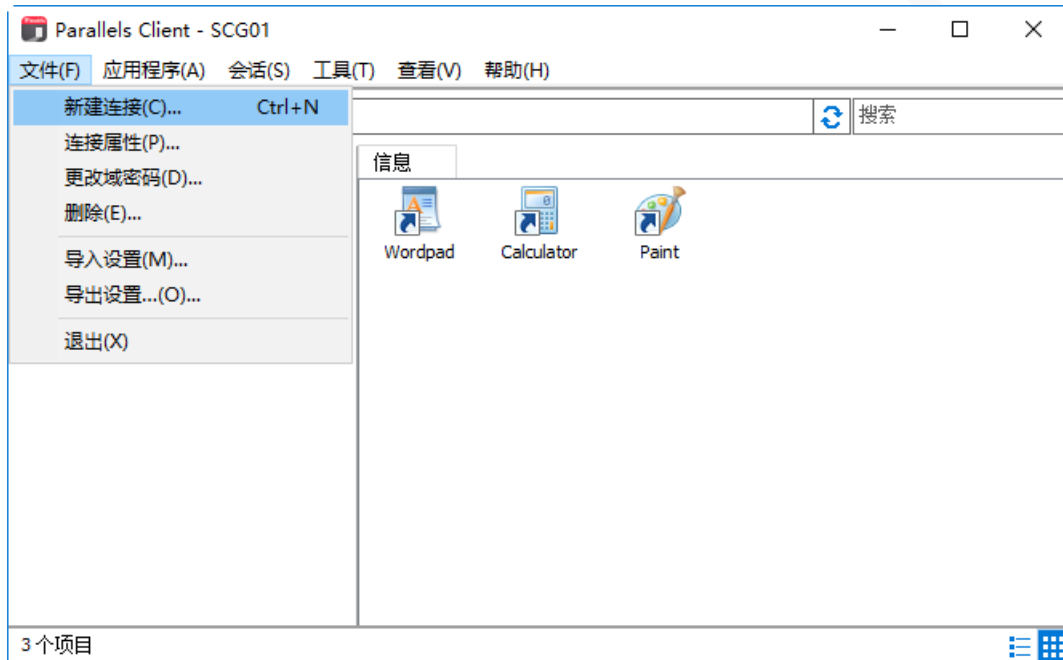 Parallels Client - SCG01
文件(F) 应用程序(A) 会话(S) 工具(T) 查看(V) 帮助(H)
新建连接(C)... Ctrl+N
连接属性(P)...
更改域密码(D)...
删除(E)...
导入设置(M)...
导出设置...(O)...
退出(X)
搜索
信息
Wordpad
Calculator
Paint
3 个项目